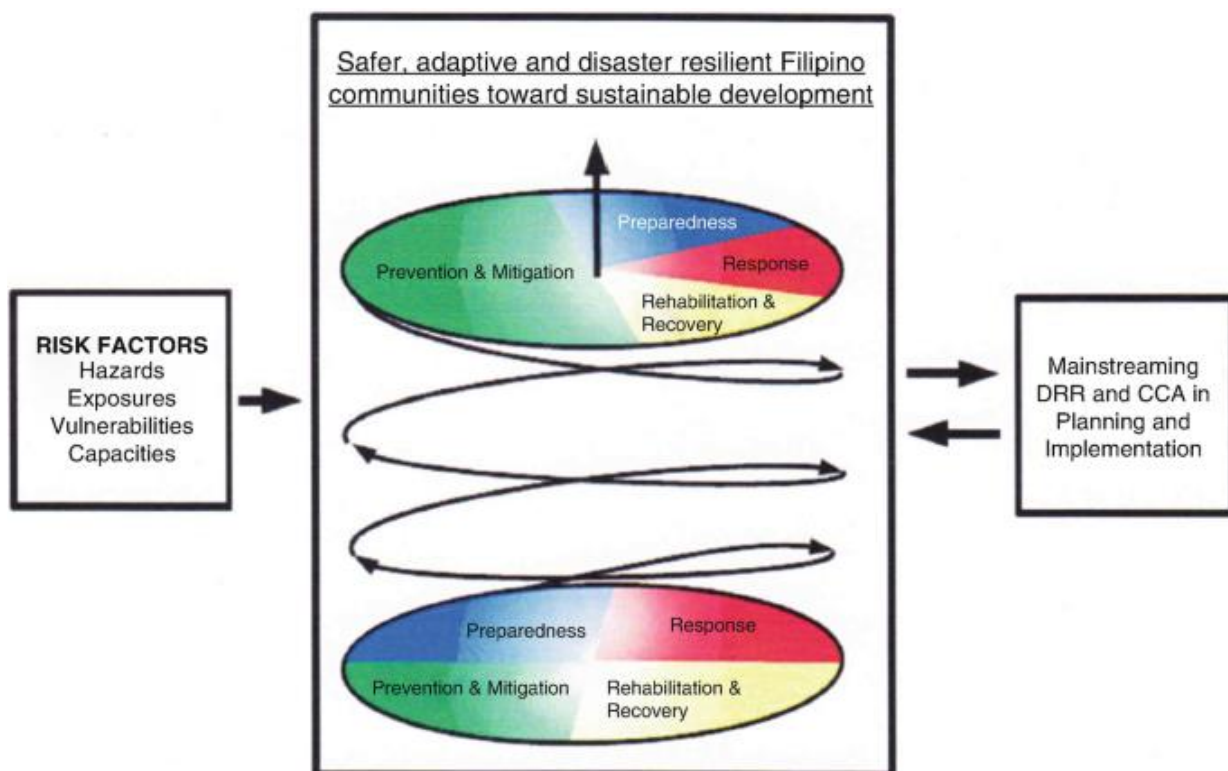 Safer, adaptive and disaster resilient Filipino
communities toward sustainable development
Preparedness
Prevention & Mitigation
Response
Rehabilitation &
Recovery
RISK FACTORS
Hazards
Exposures
Vulnerabilities
Capacities
Mainstreaming
DRR and CCA in
Planning and
Implementation
Preparedness
Response
Prevention & Mitigation
Rehabilitation &
Recovery